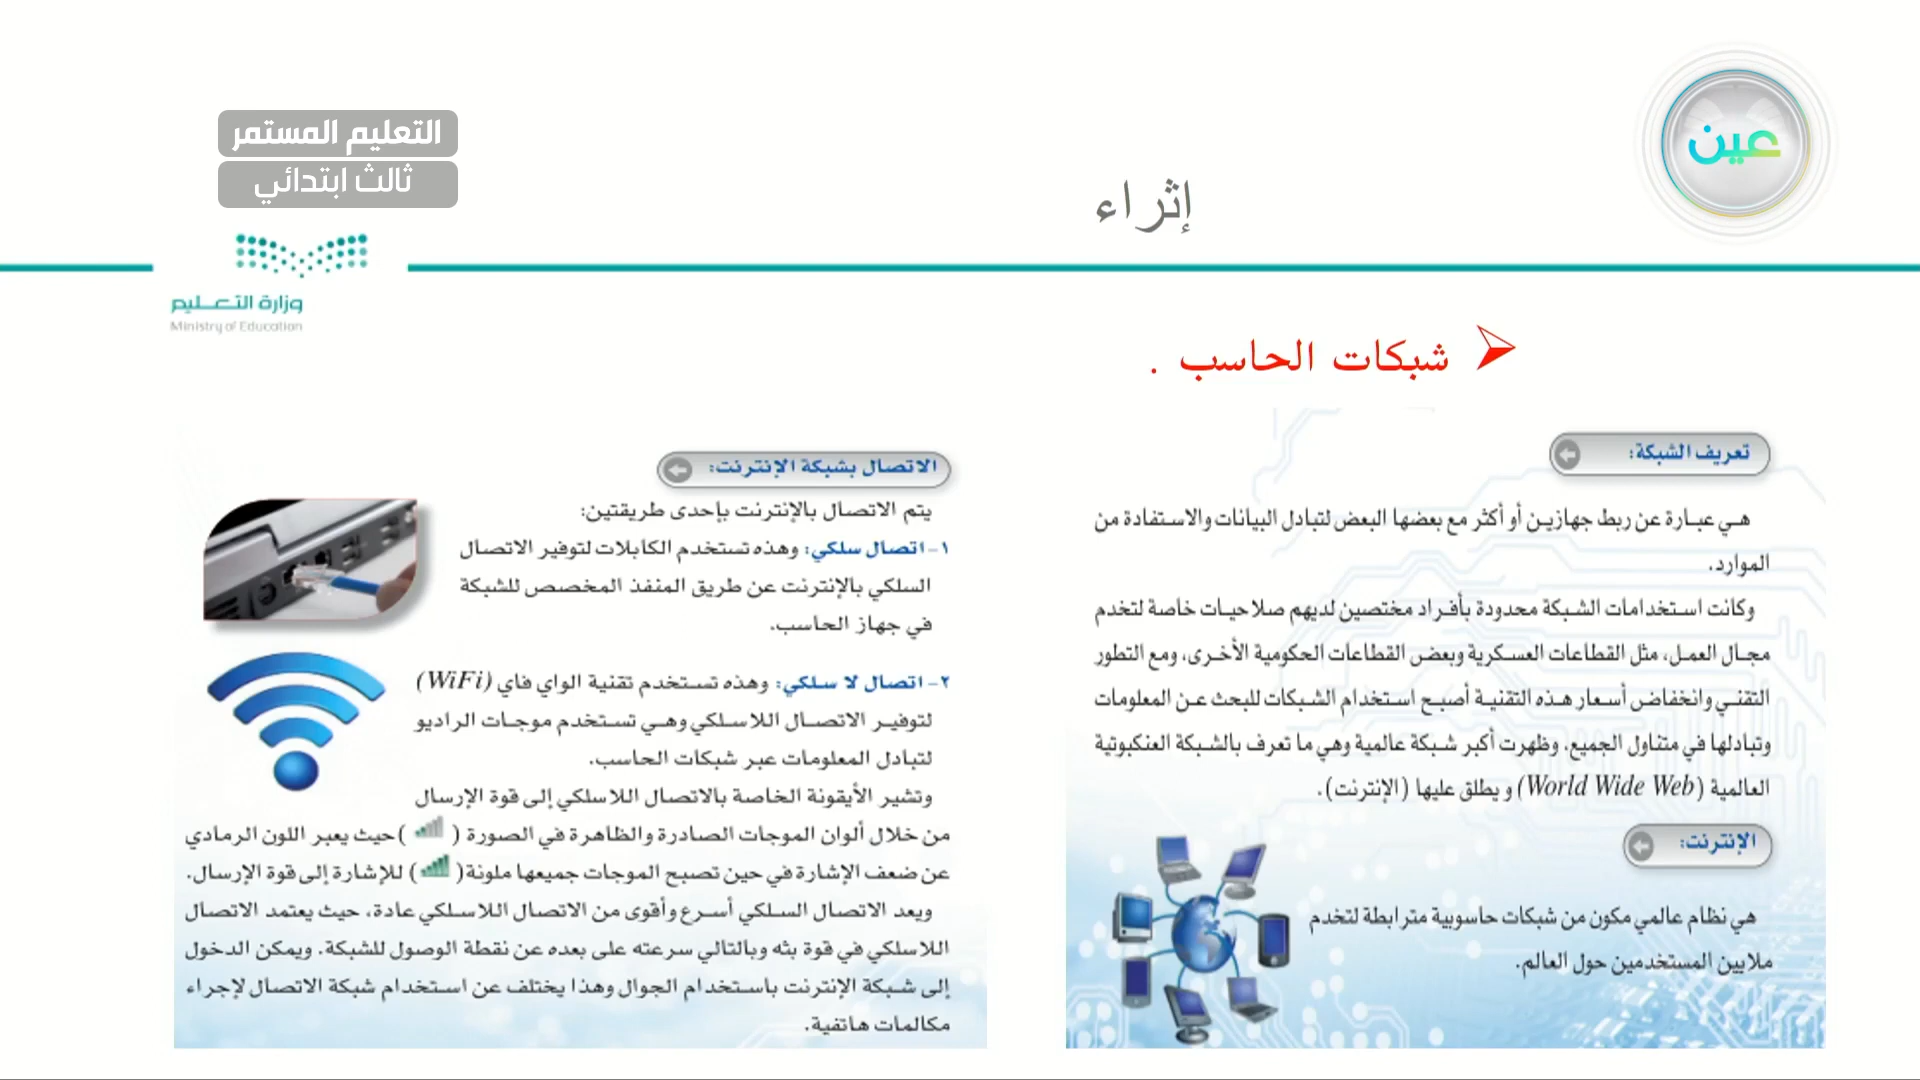 عين
التعليم المستمر
ثالث ابتدائي
إثراء
وزارة التعليم
Ministry of Education
شبكات الحاسب .
تعريف الشبكة:
هي عبارة عن ربط جهازين أو أكثر مع بعضها البعض لتبادل البيانات والاستفادة من
الموارد.
وكانت استخدامات الشبكة محدودة بأفراد مختصين لديهم صلاحيات خاصة لتخدم
مجال العمل، مثل القطاعات العسكرية وبعض القطاعات الحكومية الأخرى، ومع التطور
التقني وانخفاض أسعار هذه التقنية أصبح استخدام الشبكات للبحث عن المعلومات
وتبادلها في متناول الجميع، وظهرت أكبر شبكة عالمية وهي ما تعرف بالشبكة العنكبوتية
العالمية (World Wide Web) ويطلق عليها (الإنترنت).
الإنترنت:
هي نظام عالمي مكون من شبكات حاسوبية مترابطة لتخدم
ملايين المستخدمين حول العالم.
الاتصال بشبكة الإنترنت:
يتم الاتصال بالإنترنت بإحدى طريقتين:
١- اتصال سلكي: وهذه تستخدم الكابلات لتوفير الاتصال
السلكي بالإنترنت عن طريق المنفذ المخصص للشبكة
في جهاز الحاسب.
٢- اتصال لا سلكي: وهذه تستخدم تقنية الواي فاي (WiFi)
لتوفير الاتصال اللاسلكي وهي تستخدم موجات الراديو
لتبادل المعلومات عبر شبكات الحاسب.
وتشير الأيقونة الخاصة بالاتصال اللاسلكي إلى قوة الإرسال
من خلال ألوان الموجات الصادرة والظاهرة في الصورة ( ) حيث يعبر اللون الرمادي
عن ضعف الإشارة في حين تصبح الموجات جميعها ملونة ( ) للإشارة إلى قوة الإرسال.
ويعد الاتصال السلكي أسرع وأقوى من الاتصال اللاسلكي عادة، حيث يعتمد الاتصال
اللاسلكي في قوة بثه وبالتالي سرعته على بعده عن نقطة الوصول للشبكة. ويمكن الدخول
إلى شبكة الإنترنت باستخدام الجوال وهذا يختلف عن استخدام شبكة الاتصال لإجراء
مكالمات هاتفية.